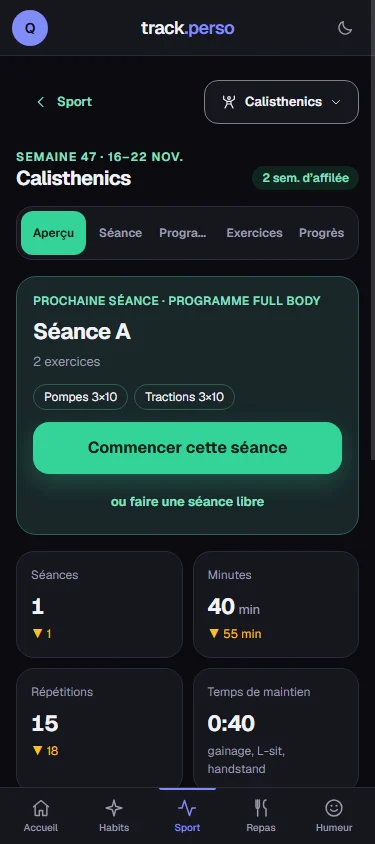 Q
track.perso
Sport
Calisthenics
SEMAINE 47 · 16–22 NOV.
Calisthenics
2 sem. d'affilée
Aperçu
Séance
Progra...
Exercices
Progrès
PROCHAINE SÉANCE · PROGRAMME FULL BODY
Séance A
2 exercices
Pompes 3×10
Tractions 3×10
Commencer cette séance
ou faire une séance libre
Séances
1
▼ 1
Minutes
40 min
▼ 55 min
Répétitions
15
▼ 18
Temps de maintien
0:40
gainage, L-sit,
handstand
Accueil
Habits
Sport
Repas
Humeur